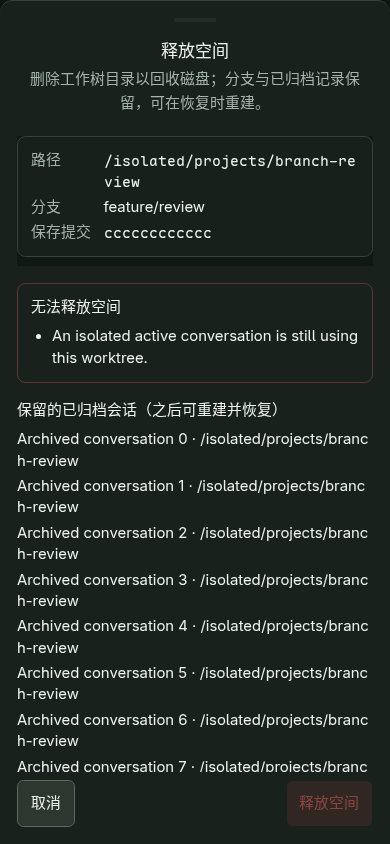 释放空间
删除工作树目录以回收磁盘；分支与已归档记录保
留，可在恢复时重建。
路径 /isolated/projects/branch-re
view
分支 feature/review
保存提交 cccccccccccc
无法释放空间
• An isolated active conversation is still using
this worktree.
保留的已归档会话（之后可重建并恢复）
Archived conversation 0 · /isolated/projects/branc
h-review
Archived conversation 1 · /isolated/projects/branc
h-review
Archived conversation 2 · /isolated/projects/branc
h-review
Archived conversation 3 · /isolated/projects/branc
h-review
Archived conversation 4 · /isolated/projects/branc
h-review
Archived conversation 5 · /isolated/projects/branc
h-review
Archived conversation 6 · /isolated/projects/branc
h-review
Archived conversation 7 · /isolated/projects/branc
取消 释放空间